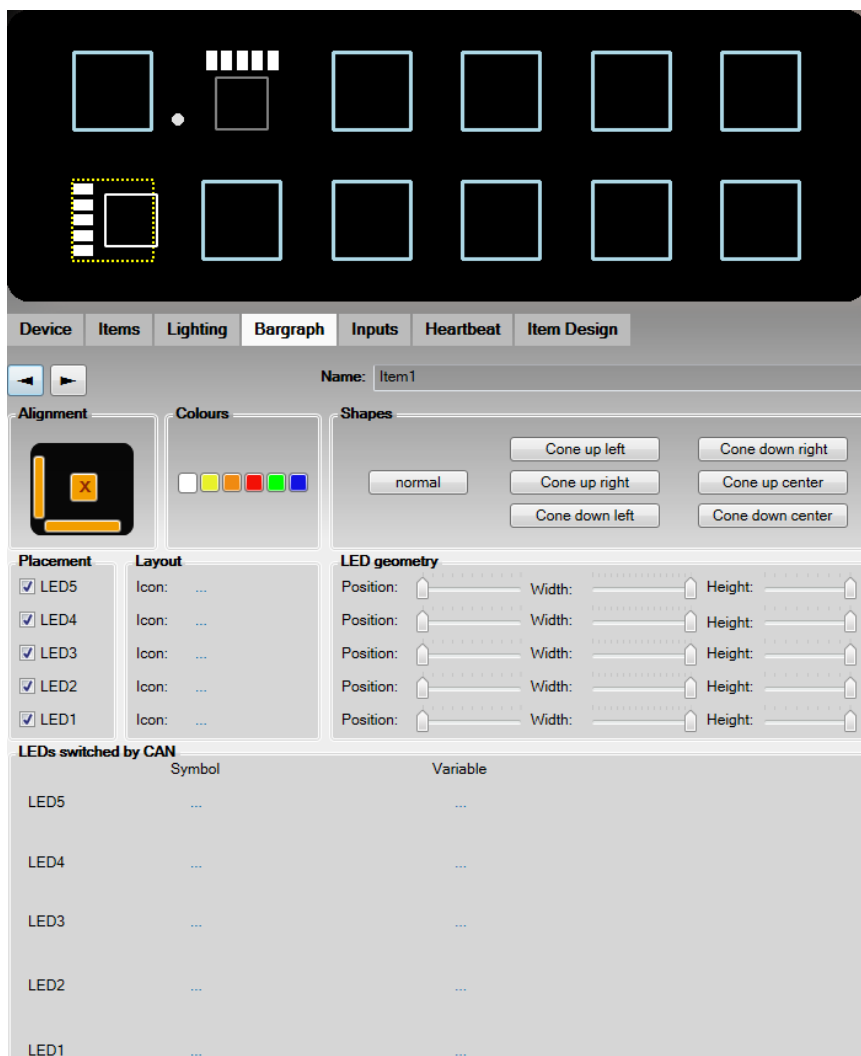 Device Items Lighting Bargraph Inputs Heartbeat Item Design
Name: Item1
Alignment Colours Shapes
X
Cone up left Cone down right
normal Cone up right Cone up center
Cone down left Cone down center
Placement Layout LED geometry
LED5 Icon: ... Position: Width: Height:
LED4 Icon: ... Position: Width: Height:
LED3 Icon: ... Position: Width: Height:
LED2 Icon: ... Position: Width: Height:
LED1 Icon: ... Position: Width: Height:
LEDs switched by CAN
Symbol Variable
LED5 ... ...
LED4 ... ...
LED3 ... ...
LED2 ... ...
LED1 ... ...